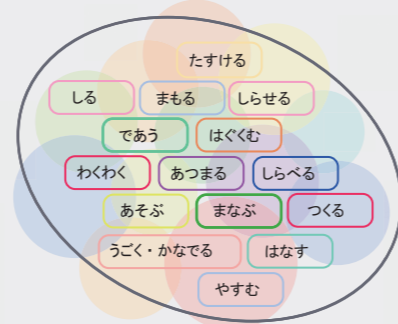 たすける
しる まもる しらせる
であう はぐくむ
わくわく あつまる しらべる
あそぶ まなぶ つくる
うごく・かなでる はなす
やすむ